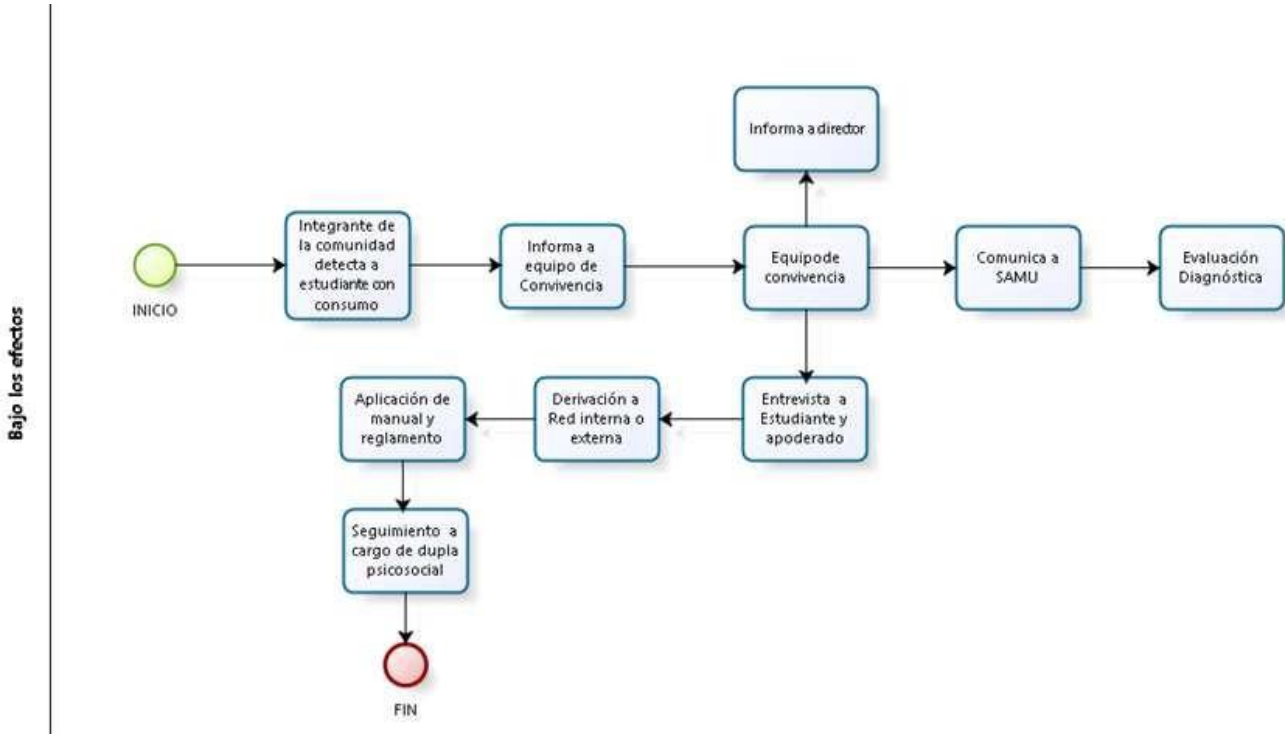 Bajo los efectos
INICIO
Integrante de
la comunidad
detecta a
estudiante con
consumo
Informa a
equipo de
Convivencia
Equipode
convivencia
Informa a director
Comunica a
SAMU
Evaluación
Diagnóstica
Entrevista a
Estudiante y
apoderado
Derivación a
Red interna o
externa
Aplicación de
manual y
reglamento
Seguimiento a
cargo de dupla
psicosocial
FIN